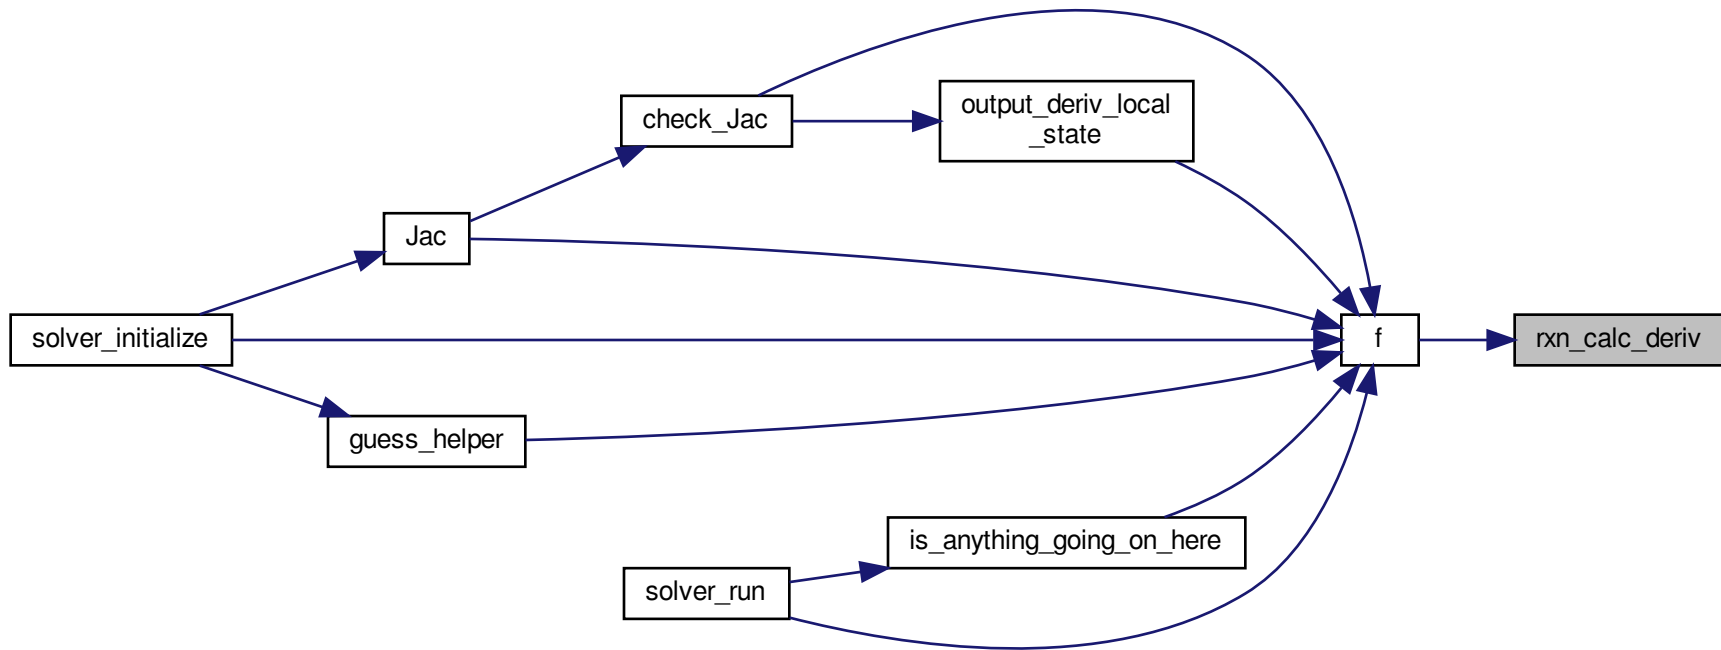 check_Jac
output_deriv_local
_state
Jac
solver_initialize
f
rxn_calc_deriv
guess_helper
is_anything_going_on_here
solver_run